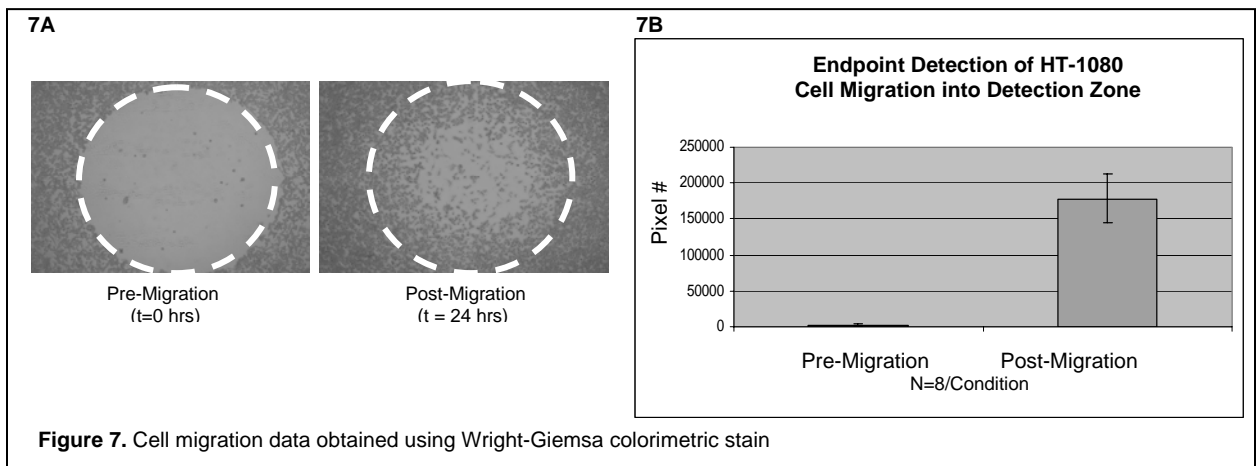 7A
Pre-Migration
(t=0 hrs)
Post-Migration
(t = 24 hrs)
7B
Endpoint Detection of HT-1080
Cell Migration into Detection Zone
Pixel #
250000
200000
150000
100000
50000
0
Pre-Migration
Post-Migration
N=8/Condition
Figure 7. Cell migration data obtained using Wright-Giemsa colorimetric stain